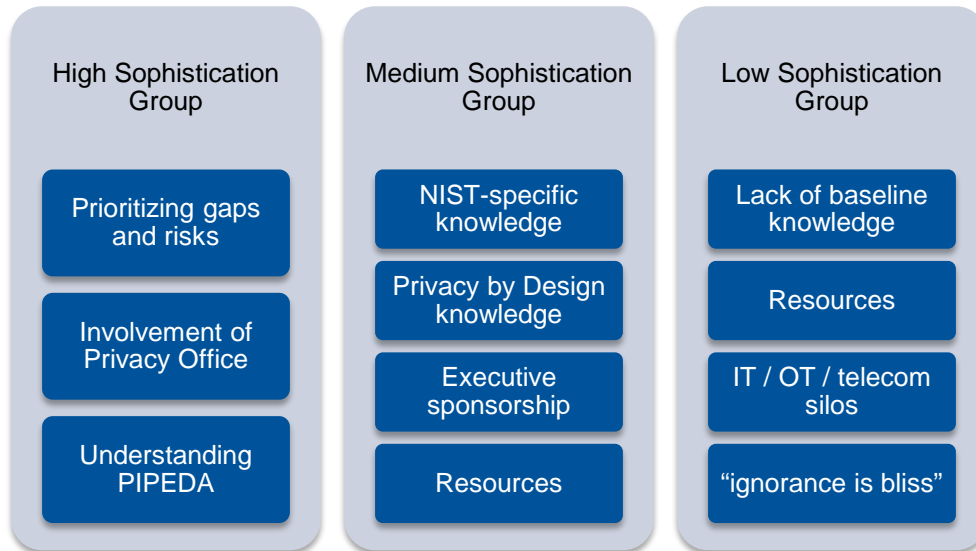 High Sophistication
Group
Prioritizing gaps
and risks
Involvement of
Privacy Office
Understanding
PIPEDA
Medium Sophistication
Group
NIST-specific
knowledge
Privacy by Design
knowledge
Executive
sponsorship
Resources
Low Sophistication
Group
Lack of baseline
knowledge
Resources
IT / OT / telecom
silos
“ignorance is bliss”